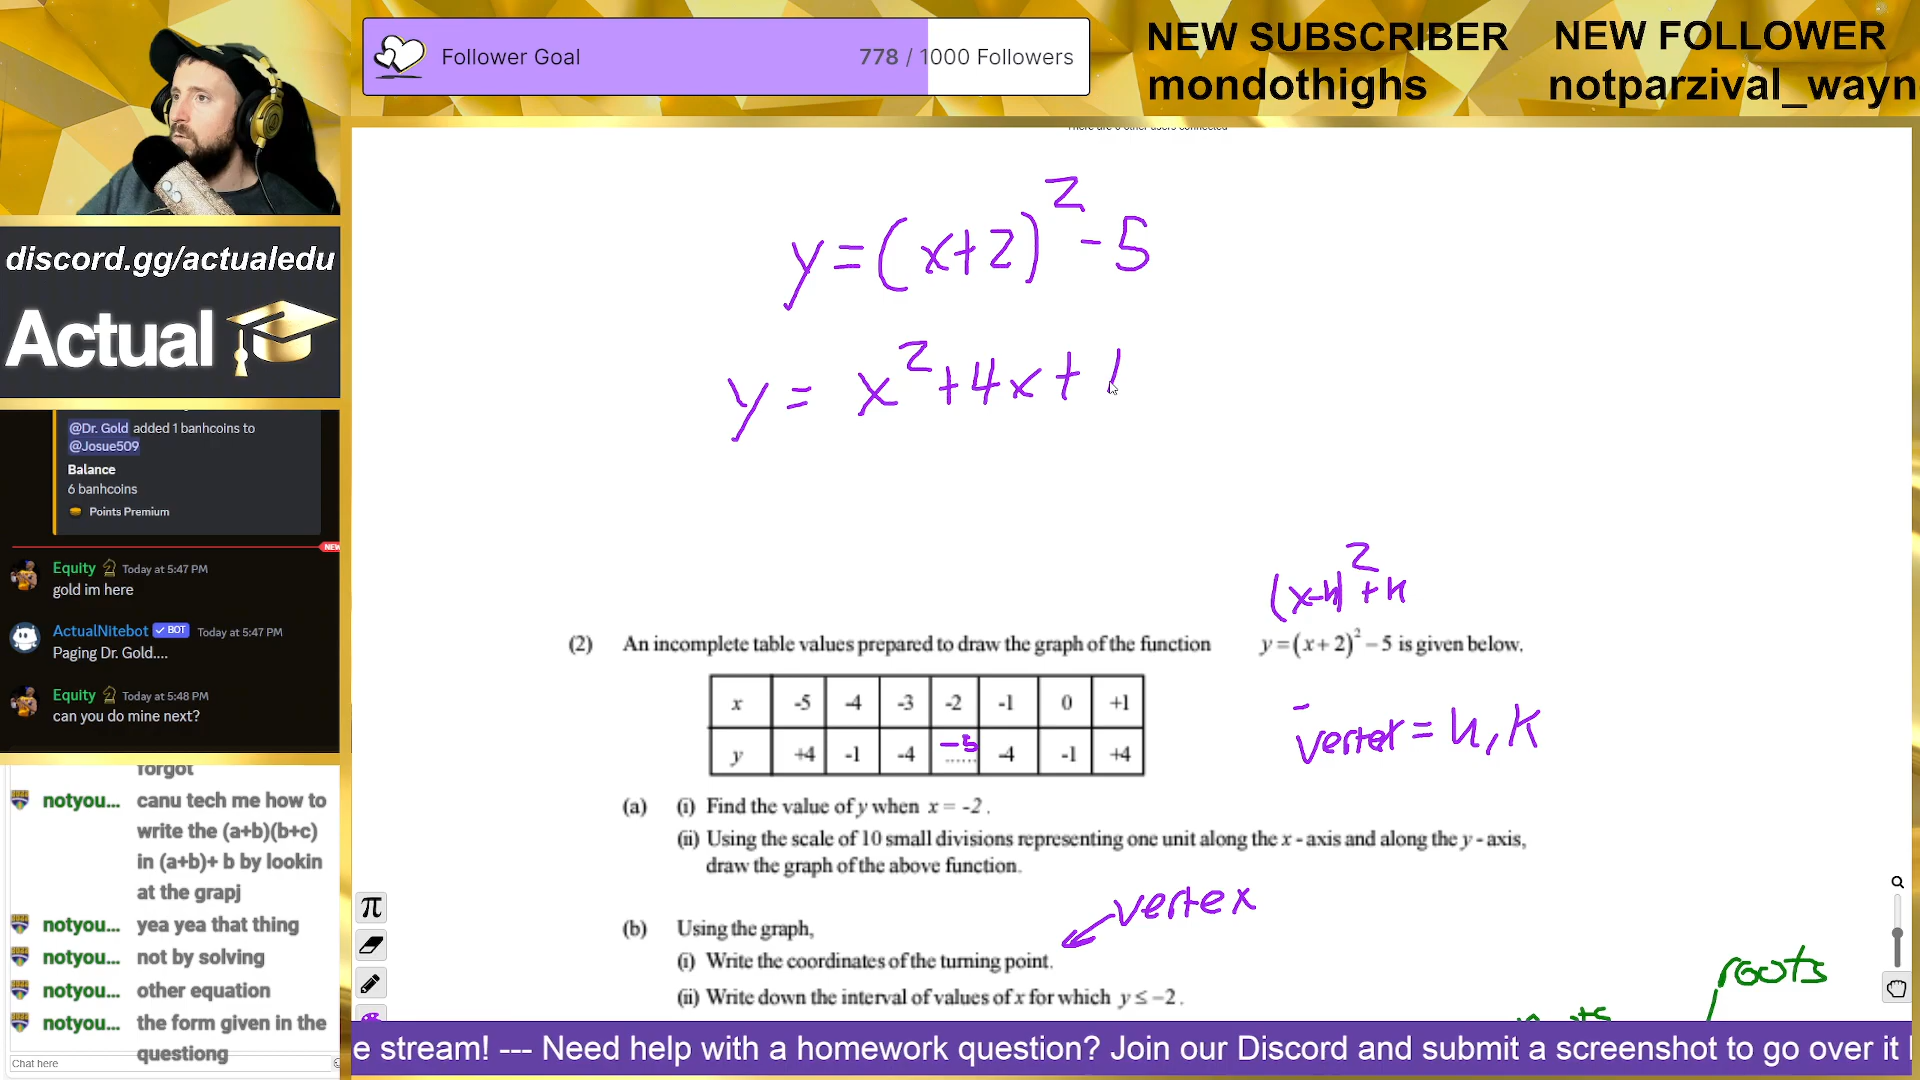 Follower Goal 778 / 1000 Followers
NEW SUBSCRIBER
mondothighs
NEW FOLLOWER
notparzival_wayn
discord.gg/actualedu
Actual
@Dr. Gold added 1 banhcoins to
@Josue509
Balance
6 banhcoins
Points Premium
NEW
Equity Today at 5:47 PM
gold im here
ActualNitebot ✓ BOT Today at 5:47 PM
Paging Dr. Gold....
Equity Today at 5:48 PM
can you do mine next?
forgot
notyou... canu tech me how to
write the (a+b)(b+c)
in (a+b)+ b by lookin
at the grapj
notyou... yea yea that thing
notyou... not by solving
notyou... other equation
notyou... the form given in the
questiong
Chat here
y=(x+2)²-5
y= x²+4x+1
(x-h)²+k
(2) An incomplete table values prepared to draw the graph of the function y=(x+2)²-5 is given below.
x -5 -4 -3 -2 -1 0 +1
y +4 -1 -4 -5 ...... -4 -1 +4
vertex = h, k
(a) (i) Find the value of y when x = -2.
(ii) Using the scale of 10 small divisions representing one unit along the x - axis and along the y - axis,
draw the graph of the above function.
vertex
(b) Using the graph,
(i) Write the coordinates of the turning point.
(ii) Write down the interval of values of x for which y ≤ -2.
roots
π
e stream! --- Need help with a homework question? Join our Discord and submit a screenshot to go over it l